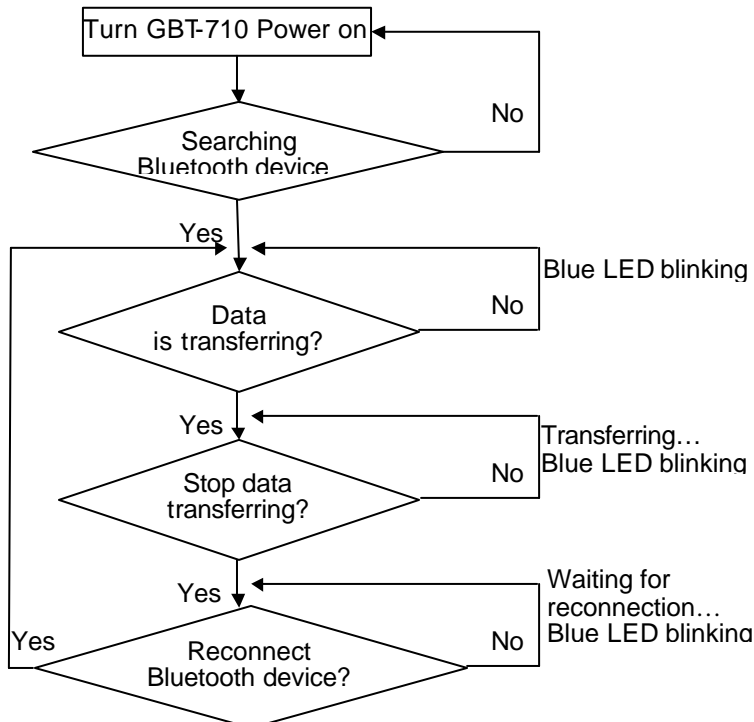 Turn GBT-710 Power on
No
Searching
Bluetooth device
Yes
Blue LED blinking
Data
is transferring?
No
Yes
Transferring…
Blue LED blinking
Stop data
transferring?
No
Yes
Waiting for
reconnection…
Blue LED blinking
Yes
Reconnect
Bluetooth device?
No